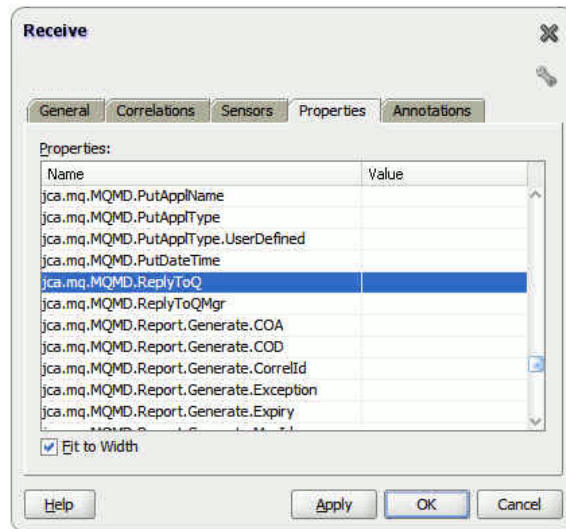 Receive
General Correlations Sensors Properties Annotations
Properties:
Name Value
jca.mq.MQMD.PutApplName
jca.mq.MQMD.PutApplType
jca.mq.MQMD.PutApplType.UserDefined
jca.mq.MQMD.PutDateTime
jca.mq.MQMD.ReplyToQ
jca.mq.MQMD.ReplyToQMgr
jca.mq.MQMD.Report.Generate.COA
jca.mq.MQMD.Report.Generate.COD
jca.mq.MQMD.Report.Generate.CorrelId
jca.mq.MQMD.Report.Generate.Exception
jca.mq.MQMD.Report.Generate.Expiry
Fit to Width
Help Apply OK Cancel